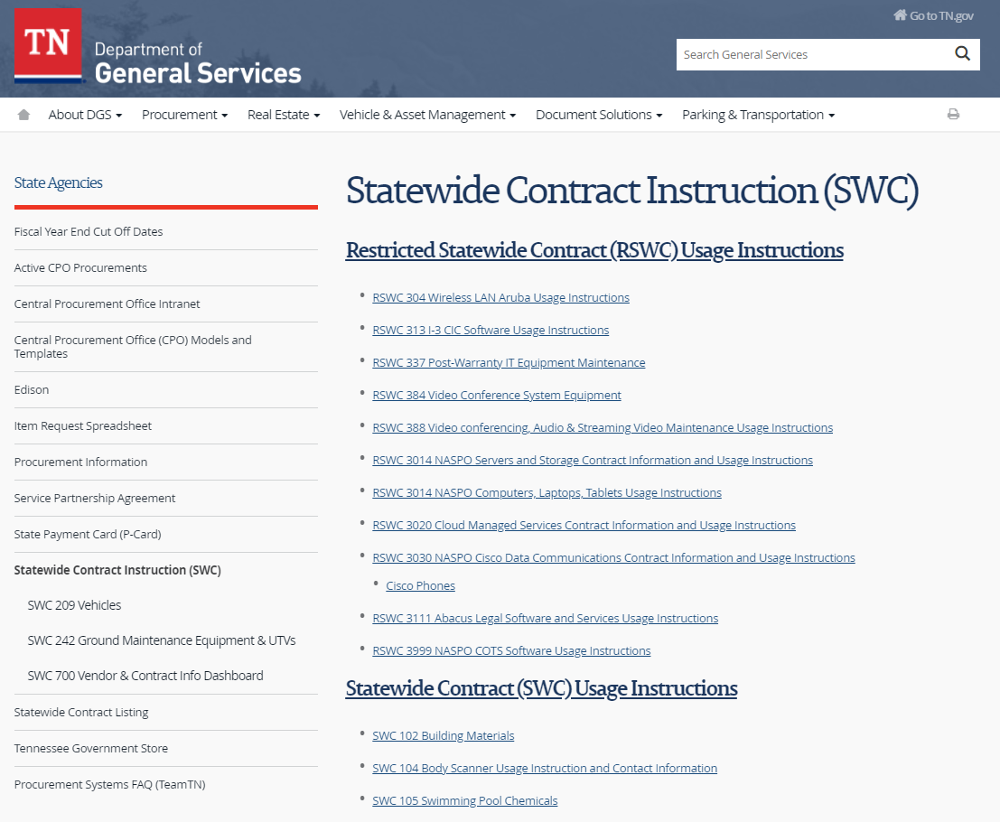 TN
Department of
General Services
Go to TN.gov
Search General Services
About DGS
Procurement
Real Estate
Vehicle & Asset Management
Document Solutions
Parking & Transportation
State Agencies
Fiscal Year End Cut Off Dates
Active CPO Procurements
Central Procurement Office Intranet
Central Procurement Office (CPO) Models and
Templates
Edison
Item Request Spreadsheet
Procurement Information
Service Partnership Agreement
State Payment Card (P-Card)
Statewide Contract Instruction (SWC)
SWC 209 Vehicles
SWC 242 Ground Maintenance Equipment & UTVs
SWC 700 Vendor & Contract Info Dashboard
Statewide Contract Listing
Tennessee Government Store
Procurement Systems FAQ (TeamTN)
Statewide Contract Instruction (SWC)
Restricted Statewide Contract (RSWC) Usage Instructions
RSWC 304 Wireless LAN Aruba Usage Instructions
RSWC 313 I-3 CIC Software Usage Instructions
RSWC 337 Post-Warranty IT Equipment Maintenance
RSWC 384 Video Conference System Equipment
RSWC 388 Video conferencing, Audio & Streaming Video Maintenance Usage Instructions
RSWC 3014 NASPO Servers and Storage Contract Information and Usage Instructions
RSWC 3014 NASPO Computers, Laptops, Tablets Usage Instructions
RSWC 3020 Cloud Managed Services Contract Information and Usage Instructions
RSWC 3030 NASPO Cisco Data Communications Contract Information and Usage Instructions
Cisco Phones
RSWC 3111 Abacus Legal Software and Services Usage Instructions
RSWC 3999 NASPO COTS Software Usage Instructions
Statewide Contract (SWC) Usage Instructions
SWC 102 Building Materials
SWC 104 Body Scanner Usage Instruction and Contact Information
SWC 105 Swimming Pool Chemicals